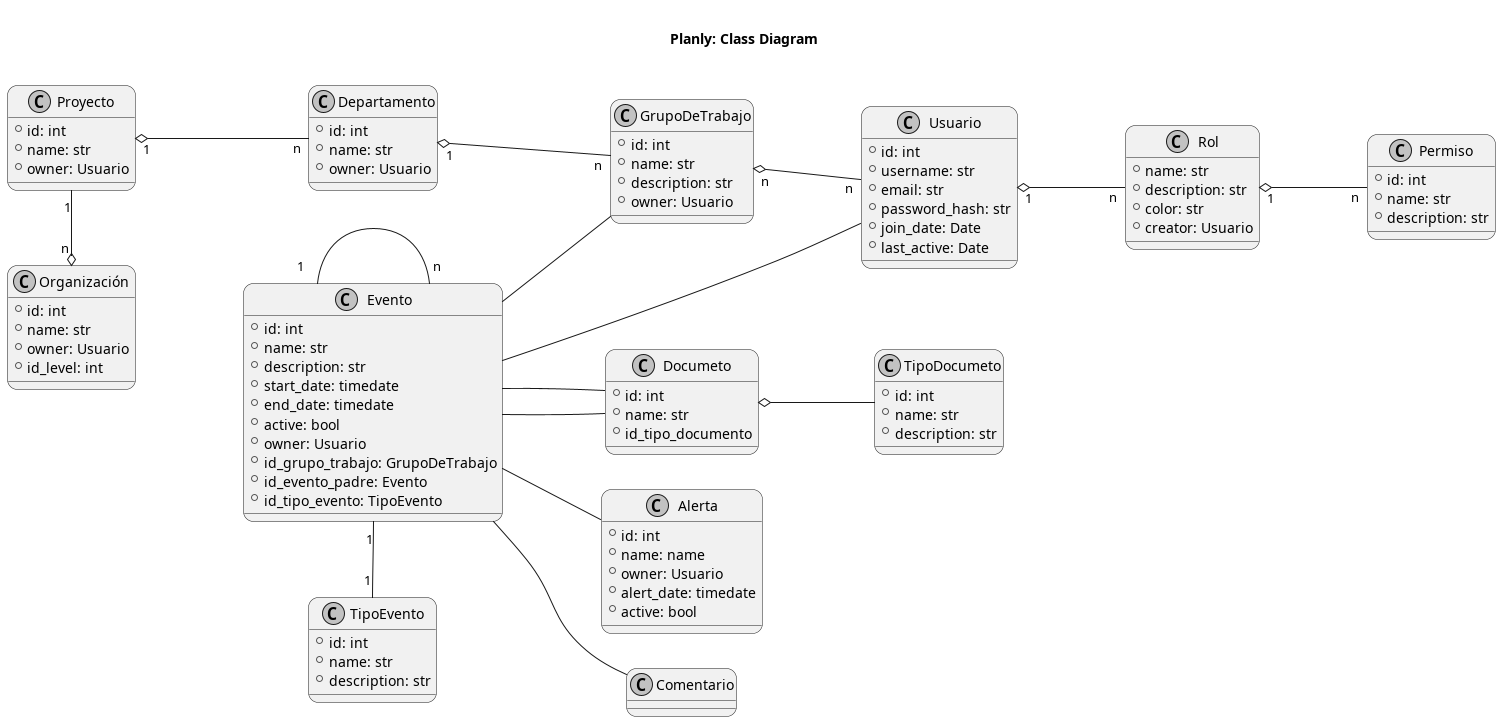 Planly: Class Diagram
C Proyecto
id: int
name: str
owner: Usuario
1
n
C Departamento
id: int
name: str
owner: Usuario
1
n
C GrupoDeTrabajo
id: int
name: str
description: str
owner: Usuario
n
n
C Usuario
id: int
username: str
email: str
password_hash: str
join_date: Date
last_active: Date
1
n
C Rol
name: str
description: str
color: str
creator: Usuario
1
n
C Permiso
id: int
name: str
description: str
1
n
C Organización
id: int
name: str
owner: Usuario
id_level: int
1
n
C Evento
id: int
name: str
description: str
start_date: timedate
end_date: timedate
active: bool
owner: Usuario
id_grupo_trabajo: GrupoDeTrabajo
id_evento_padre: Evento
id_tipo_evento: TipoEvento
C Documeto
id: int
name: str
id_tipo_documento
C TipoDocumeto
id: int
name: str
description: str
C Alerta
id: int
name: name
owner: Usuario
alert_date: timedate
active: bool
1
1
C TipoEvento
id: int
name: str
description: str
C Comentario